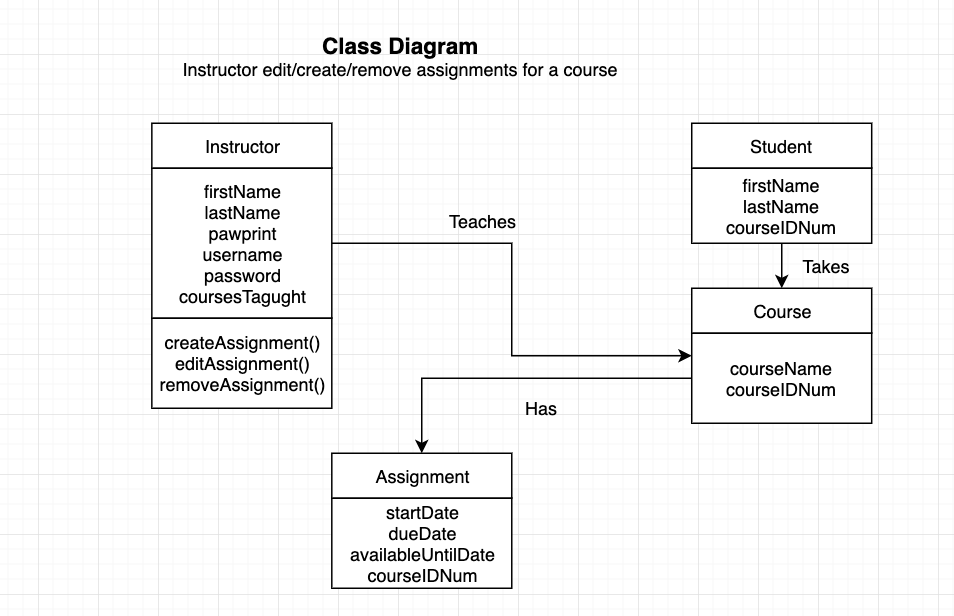 Class Diagram
Instructor edit/create/remove assignments for a course
Instructor
firstName
lastName
pawprint
username
password
coursesTagught
createAssignment()
editAssignment()
removeAssignment()
Teaches
Student
firstName
lastName
courseIDNum
Takes
Course
courseName
courseIDNum
Has
Assignment
startDate
dueDate
availableUntilDate
courseIDNum